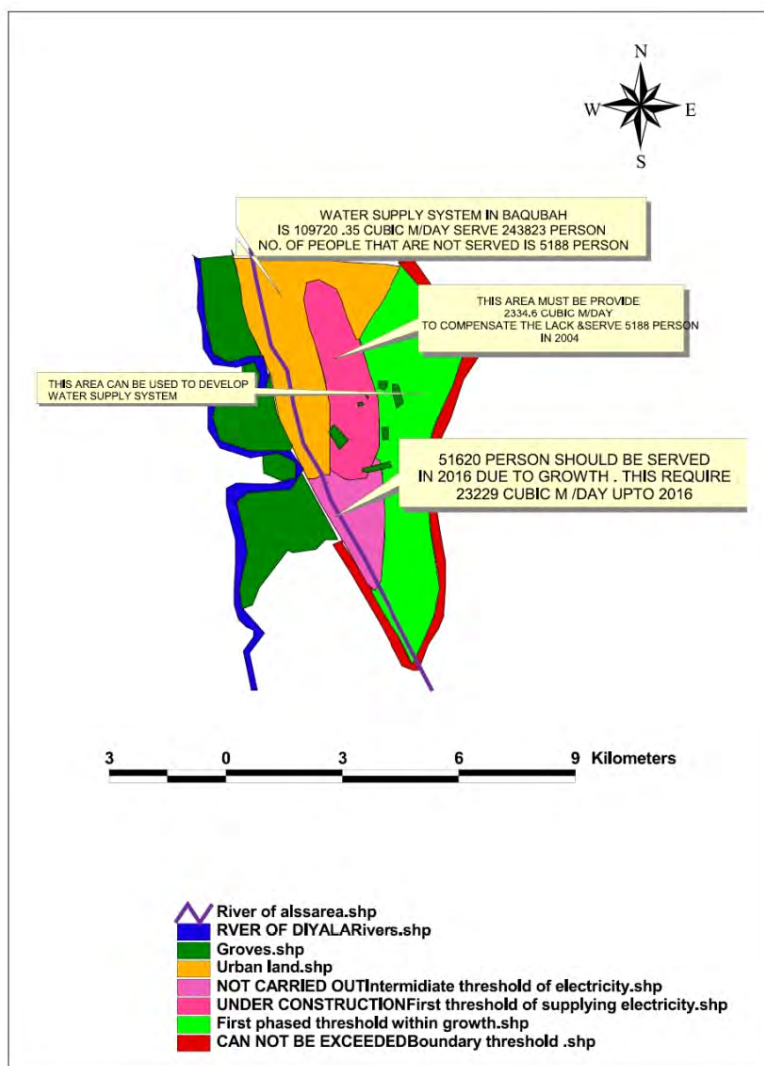 N
W E
S
WATER SUPPLY SYSTEM IN BAQUBAH
IS 109720 .35 CUBIC M/DAY SERVE 243823 PERSON
NO. OF PEOPLE THAT ARE NOT SERVED IS 5188 PERSON
THIS AREA MUST BE PROVIDE
2334.6 CUBIC M/DAY
TO COMPENSATE THE LACK &SERVE 5188 PERSON
IN 2004
THIS AREA CAN BE USED TO DEVELOP
WATER SUPPLY SYSTEM
51620 PERSON SHOULD BE SERVED
IN 2016 DUE TO GROWTH . THIS REQUIRE
23229 CUBIC M /DAY UPTO 2016
3 0 3 6 9 Kilometers
River of alssarea.shp
RVER OF DIYALARivers.shp
Groves.shp
Urban land.shp
NOT CARRIED OUTIntermidiate threshold of electricity.shp
UNDER CONSTRUCTIONFirst threshold of supplying electricity.shp
First phased threshold within growth.shp
CAN NOT BE EXCEEDEDBoundary threshold .shp